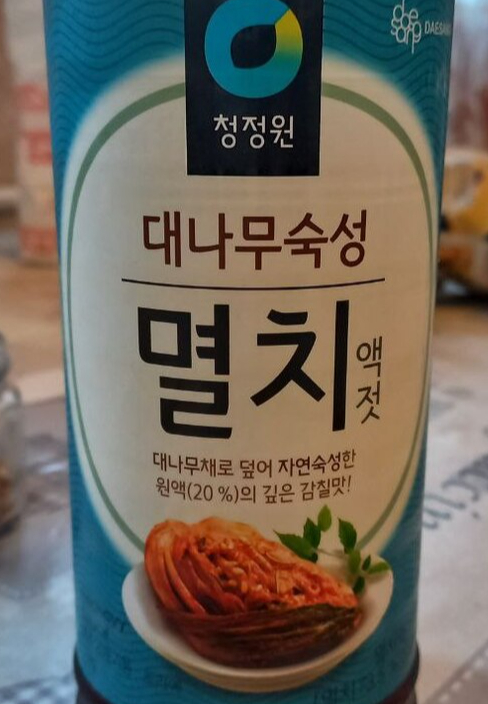 DAESANG
청정원
대나무숙성
멸치액젓
대나무채로 덮어 자연숙성한
원액(20 %)의 깊은 감칠맛!